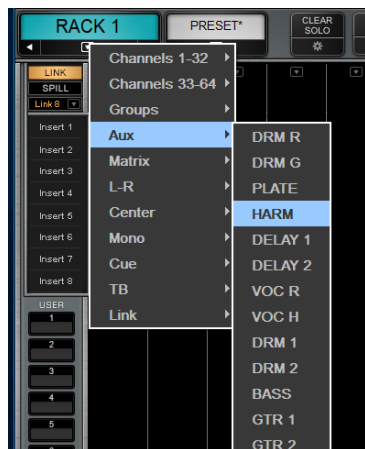 RACK 1
PRESET*
CLEAR
SOLO
LINK
SPILL
Link 8
Insert 1
Insert 2
Insert 3
Insert 4
Insert 5
Insert 6
Insert 7
Insert 8
USER
1
2
3
4
5
Channels 1-32
Channels 33-64
Groups
Aux
Matrix
L-R
Center
Mono
Cue
TB
Link
DRM R
DRM G
PLATE
HARM
DELAY 1
DELAY 2
VOC R
VOC H
DRM 1
DRM 2
BASS
GTR 1
GTR 2